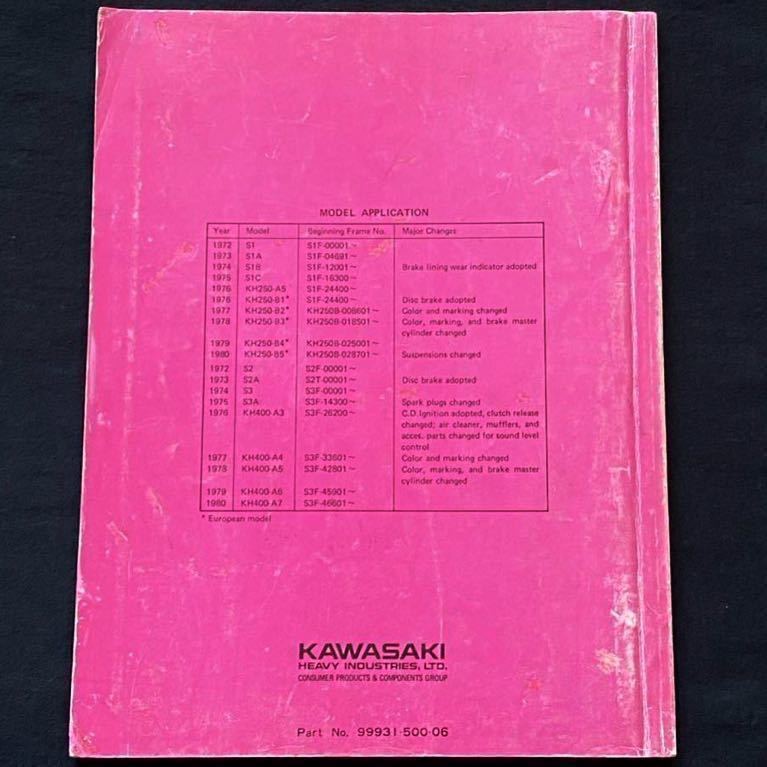 MODEL APPLICATION
Year Model Beginning Frame No. Major Changes
1972 S1 S1F-00001~
1973 S1A S1F-04691~
1974 S1B S1F-12001~ Brake lining wear indicator adopted
1975 S1C S1F-16300~
1976 KH250-A5 S1F-24400~
1976 KH250-B1* S1F-24400~ Disc brake adopted
1977 KH250-B2* KH250B-008601~ Color and marking changed
1978 KH250-B3* KH250B-018501~ Color, marking, and brake master
cylinder changed
1979 KH250-B4* KH250B-025001~
1980 KH250-B5* KH250B-028701~ Suspensions changed
1972 S2 S2F-00001~
1973 S2A S2T-00001~ Disc brake adopted
1974 S3 S3F-00001~
1975 S3A S3F-14300~ Spark plugs changed
1976 KH400-A3 S3F-26200~ C.D. Ignition adopted, clutch release
changed; air cleaner, mufflers, and
acces. parts changed for sound level
control
1977 KH400-A4 S3F-33601~ Color and marking changed
1978 KH400-A5 S3F-42801~ Color, marking, and brake master
cylinder changed
1979 KH400-A6 S3F-45901~
1980 KH400-A7 S3F-46601~
* European model
KAWASAKI
HEAVY INDUSTRIES, LTD.
CONSUMER PRODUCTS & COMPONENTS GROUP
Part No. 99931-500-06